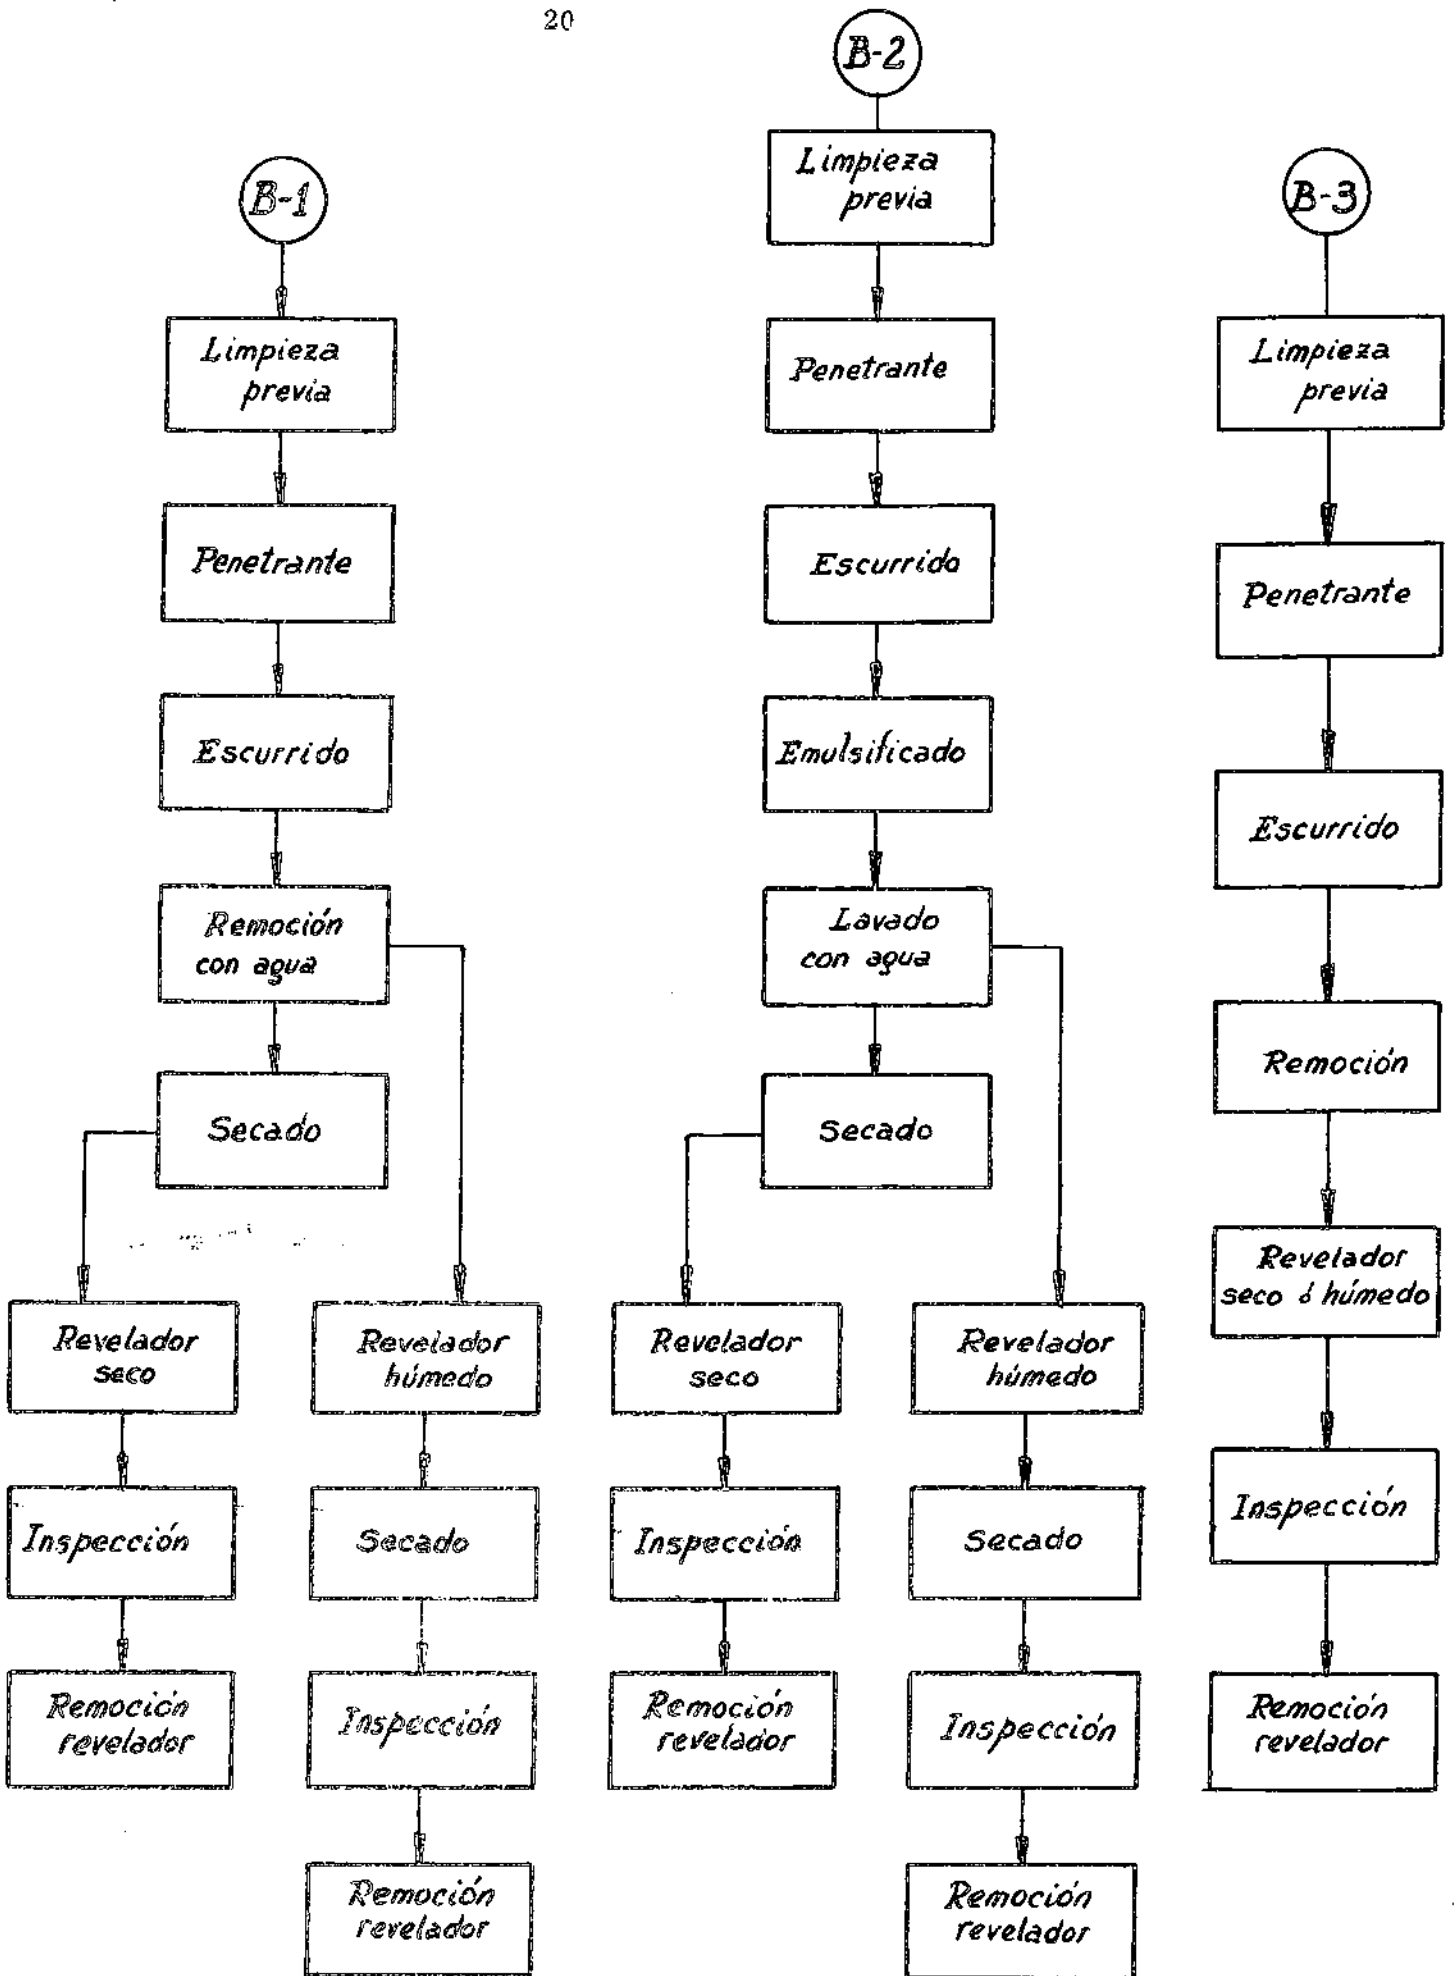 20
B-1
Limpieza
previa
Penetrante
Escurrido
Remoción
con agua
Secado
Revelador
seco
Inspección
Remoción
revelador
Revelador
húmedo
Secado
Inspección
Remoción
revelador
B-2
Limpieza
previa
Penetrante
Escurrido
Emulsificado
Lavado
con agua
Secado
Revelador
seco
Inspección
Remoción
revelador
Revelador
húmedo
Secado
Inspección
Remoción
revelador
B-3
Limpieza
previa
Penetrante
Escurrido
Remoción
Revelador
seco ó húmedo
Inspección
Remoción
revelador